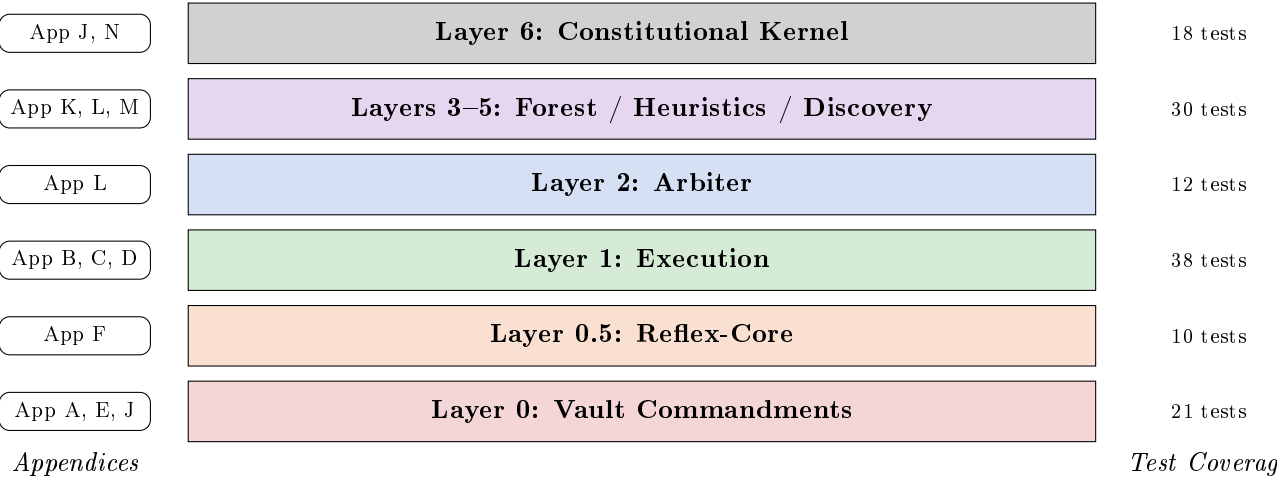 App J, N Layer 6: Constitutional Kernel 18 tests
App K, L, M Layers 3–5: Forest / Heuristics / Discovery 30 tests
App L Layer 2: Arbiter 12 tests
App B, C, D Layer 1: Execution 38 tests
App F Layer 0.5: Reflex-Core 10 tests
App A, E, J Layer 0: Vault Commandments 21 tests
Appendices Test Coverag